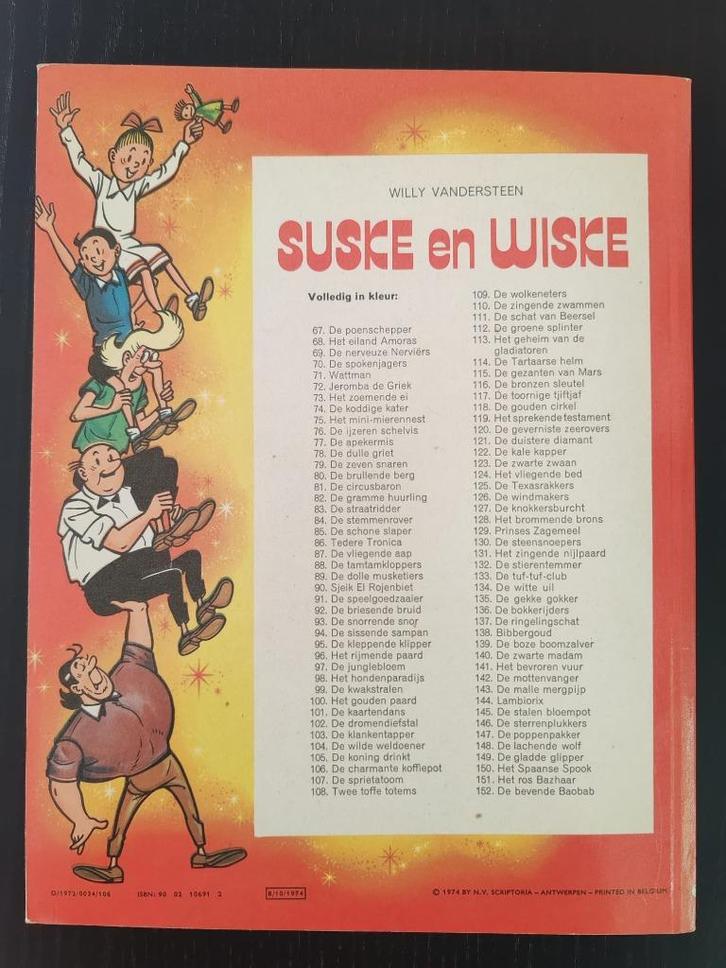 WILLY VANDERSTEEN
SUSKE en WISKE
Volledig in kleur:
67. De poenschepper
68. Het eiland Amoras
69. De nerveuze Nerviërs
70. De spokenjagers
71. Wattman
72. Jeromba de Griek
73. Het zoemende ei
74. De koddige kater
75. Het mini-mierennest
76. De ijzeren schelvis
77. De apekermis
78. De dulle griet
79. De zeven snaren
80. De brullende berg
81. De circusbaron
82. De gramme huurling
83. De straatridder
84. De stemmenrover
85. De schone slaper
86. Tedere Tronica
87. De vliegende aap
88. De tamtamkloppers
89. De dolle musketiers
90. Sjeik El Rojenbiet
91. De speelgoedzaaier
92. De briesende bruid
93. De snorrende snor
94. De sissende sampan
95. De kleppende klipper
96. Het rijmende paard
97. De junglebloem
98. Het hondenparadijs
99. De kwakstralen
100. Het gouden paard
101. De kaartendans
102. De dromendiefstal
103. De klankentapper
104. De wilde weldoener
105. De koning drinkt
106. De charmante koffiepot
107. De sprietatoom
108. Twee toffe totems
109. De wolkeneters
110. De zingende zwammen
111. De schat van Beersel
112. De groene splinter
113. Het geheim van de
gladiatoren
114. De Tartaarse helm
115. De gezanten van Mars
116. De bronzen sleutel
117. De toornige tjiftjaf
118. De gouden cirkel
119. Het sprekende testament
120. De geverniste zeerovers
121. De duistere diamant
122. De kale kapper
123. De zwarte zwaan
124. Het vliegende bed
125. De Texasrakkers
126. De windmakers
127. De knokkersburcht
128. Het brommende brons
129. Prinses Zagemeel
130. De steensnoepers
131. Het zingende nijlpaard
132. De stierentemmer
133. De tuf-tuf-club
134. De witte uil
135. De gekke gokker
136. De bokkerijders
137. De ringelingschat
138. Bibbergoud
139. De boze boomzalver
140. De zwarte madam
141. Het bevroren vuur
142. De mottenvanger
143. De malle mergpijp
144. Lambiorix
145. De stalen bloempot
146. De sterrenplukkers
147. De poppenpakker
148. De lachende wolf
149. De gladde glipper
150. Het Spaanse Spook
151. Het ros Bazhaar
152. De bevende Baobab
D/1973/0034/106 ISBN: 90 02 10691 2 8/10/1974 © 1974 BY N.V. SCRIPTORIA – ANTWERPEN – PRINTED IN BELGIUM